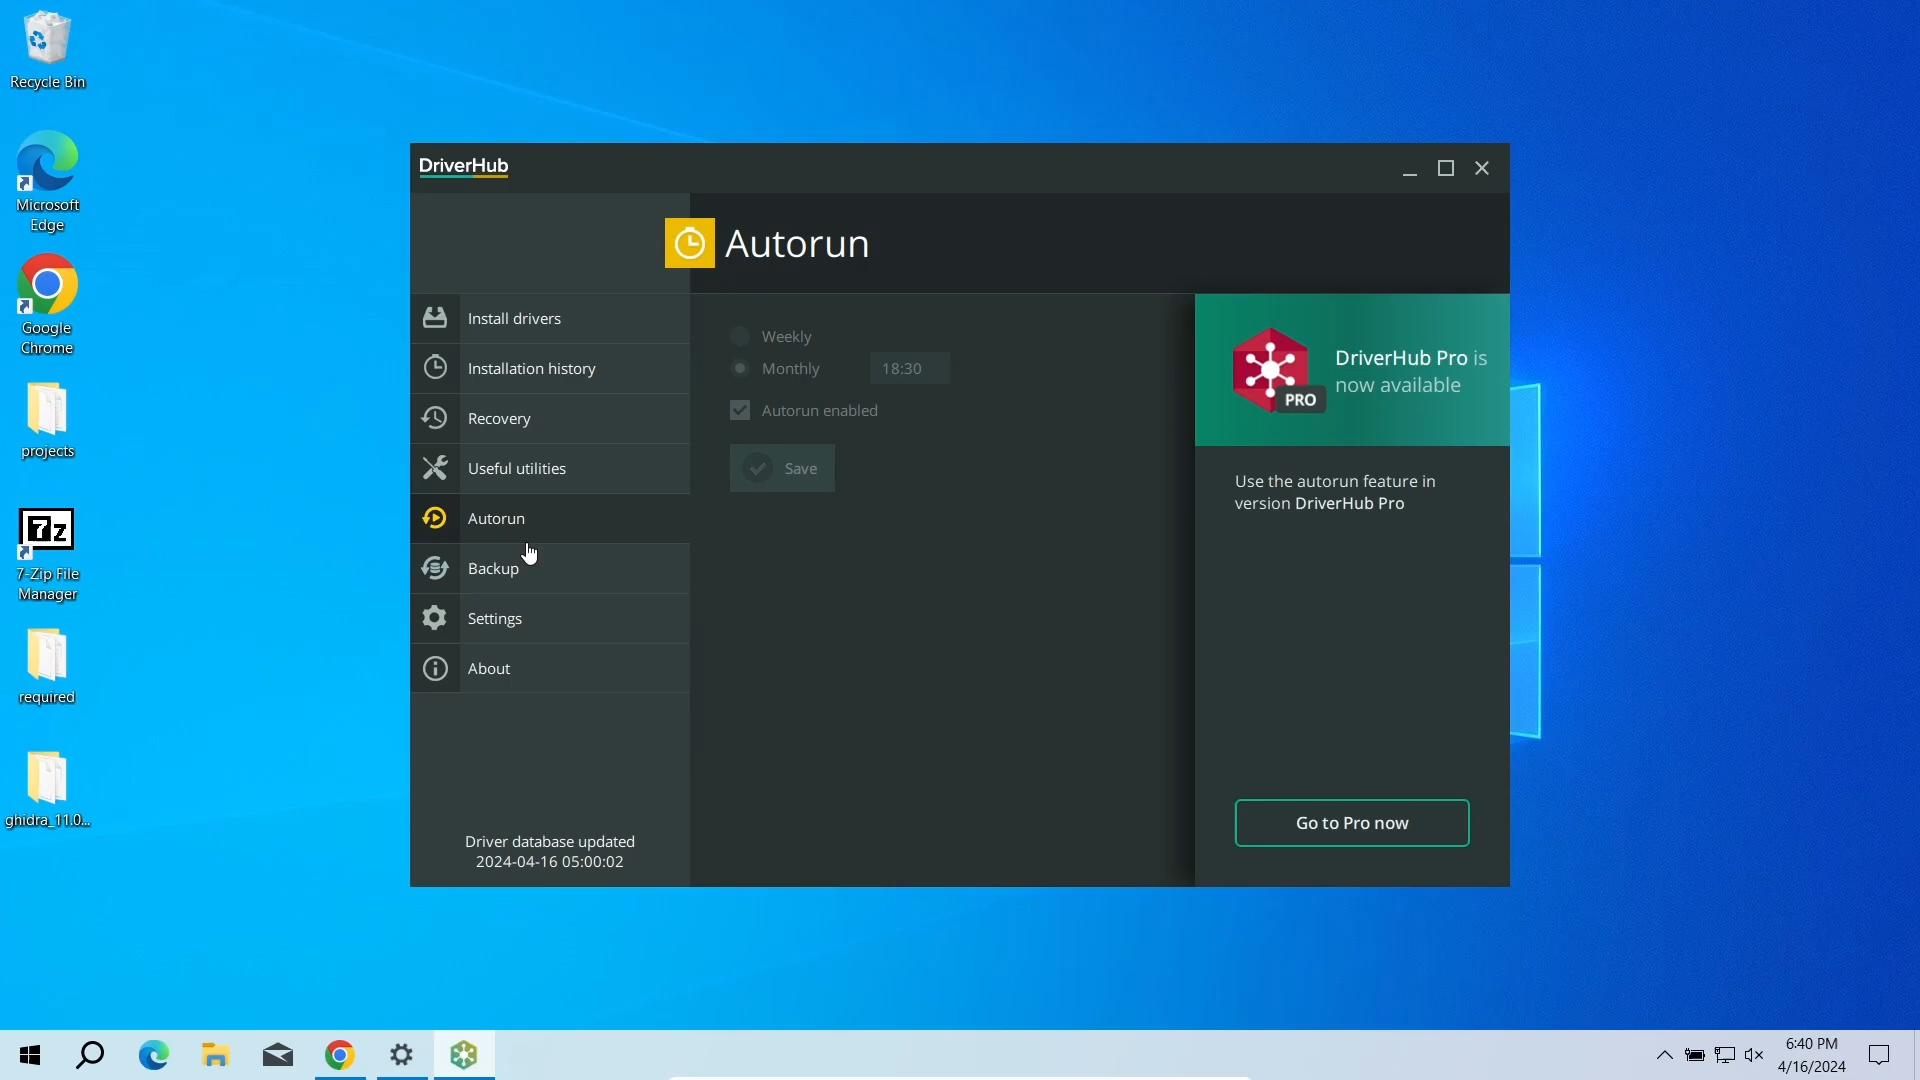 Recycle Bin
Microsoft
Edge
Google
Chrome
projects
7z
7-Zip File
Manager
required
ghidra_11.0...
DriverHub
Autorun
Install drivers
Installation history
Recovery
Useful utilities
Autorun
Backup
Settings
About
Driver database updated
2024-04-16 05:00:02
Weekly
Monthly 18:30
Autorun enabled
Save
PRO
DriverHub Pro is
now available
Use the autorun feature in
version DriverHub Pro
Go to Pro now
6:40 PM
4/16/2024